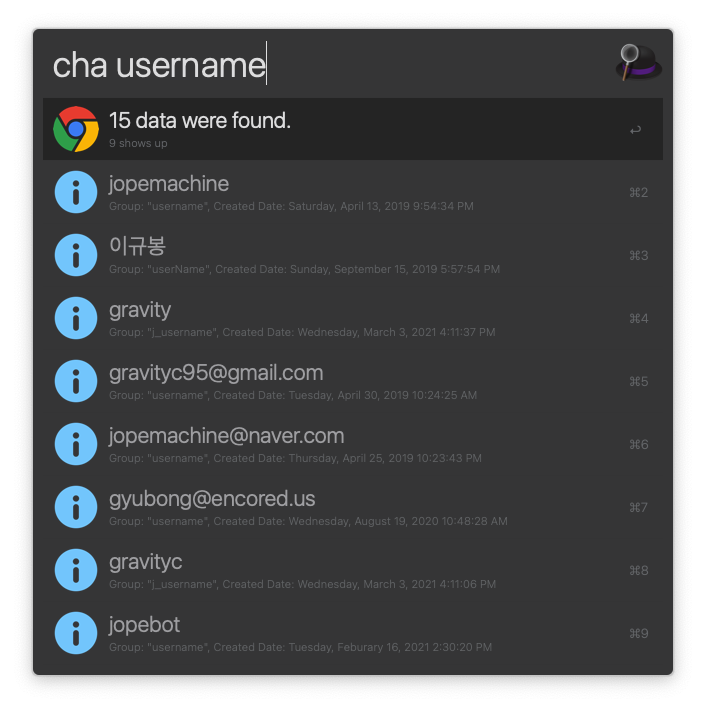 cha username
15 data were found.
9 shows up
↩
jopemachine
Group: "username", Created Date: Saturday, April 13, 2019 9:54:34 PM
⌘2
이규봉
Group: "userName", Created Date: Sunday, September 15, 2019 5:57:54 PM
⌘3
gravity
Group: "j_username", Created Date: Wednesday, March 3, 2021 4:11:37 PM
⌘4
gravityc95@gmail.com
Group: "username", Created Date: Tuesday, April 30, 2019 10:24:25 AM
⌘5
jopemachine@naver.com
Group: "username", Created Date: Thursday, April 25, 2019 10:23:43 PM
⌘6
gyubong@encored.us
Group: "username", Created Date: Wednesday, August 19, 2020 10:48:28 AM
⌘7
gravityc
Group: "j_username", Created Date: Wednesday, March 3, 2021 4:11:06 PM
⌘8
jopebot
Group: "username", Created Date: Tuesday, Feburary 16, 2021 2:30:20 PM
⌘9